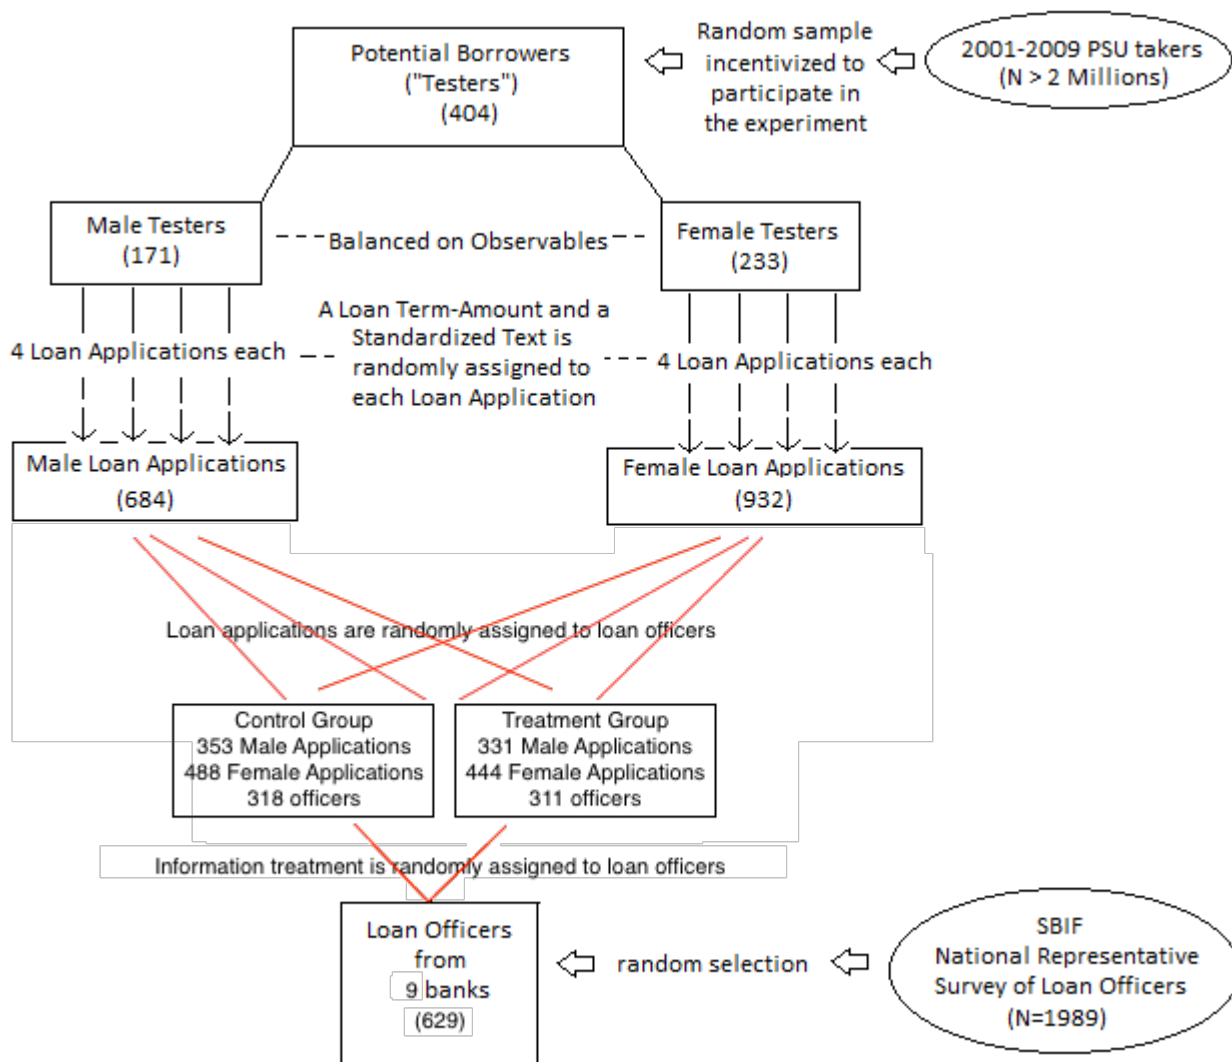 Potential Borrowers
("Testers")
(404)
Random sample
incentivized to
participate in
the experiment
2001-2009 PSU takers
(N > 2 Millions)
Male Testers
(171)
Balanced on Observables
Female Testers
(233)
4 Loan Applications each
A Loan Term-Amount and a
Standardized Text is
randomly assigned to
each Loan Application
4 Loan Applications each
Male Loan Applications
(684)
Female Loan Applications
(932)
Loan applications are randomly assigned to loan officers
Control Group
353 Male Applications
488 Female Applications
318 officers
Treatment Group
331 Male Applications
444 Female Applications
311 officers
Information treatment is randomly assigned to loan officers
Loan Officers
from
9 banks
(629)
random selection
SBIF
National Representative
Survey of Loan Officers
(N=1989)